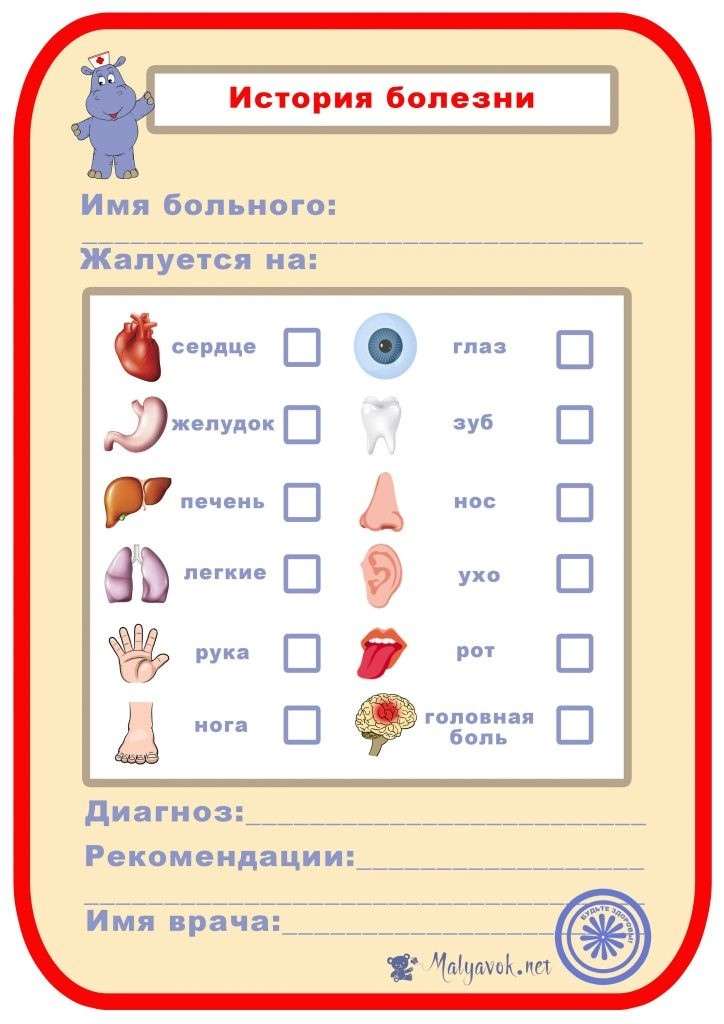 История болезни
Имя больного:
Жалуется на:
сердце
глаз
желудок
зуб
печень
нос
легкие
ухо
рука
рот
нога
головная
боль
Диагноз:
Рекомендации:
Имя врача:
БУДЬТЕ ЗДОРОВЫ!
Malyavok.net